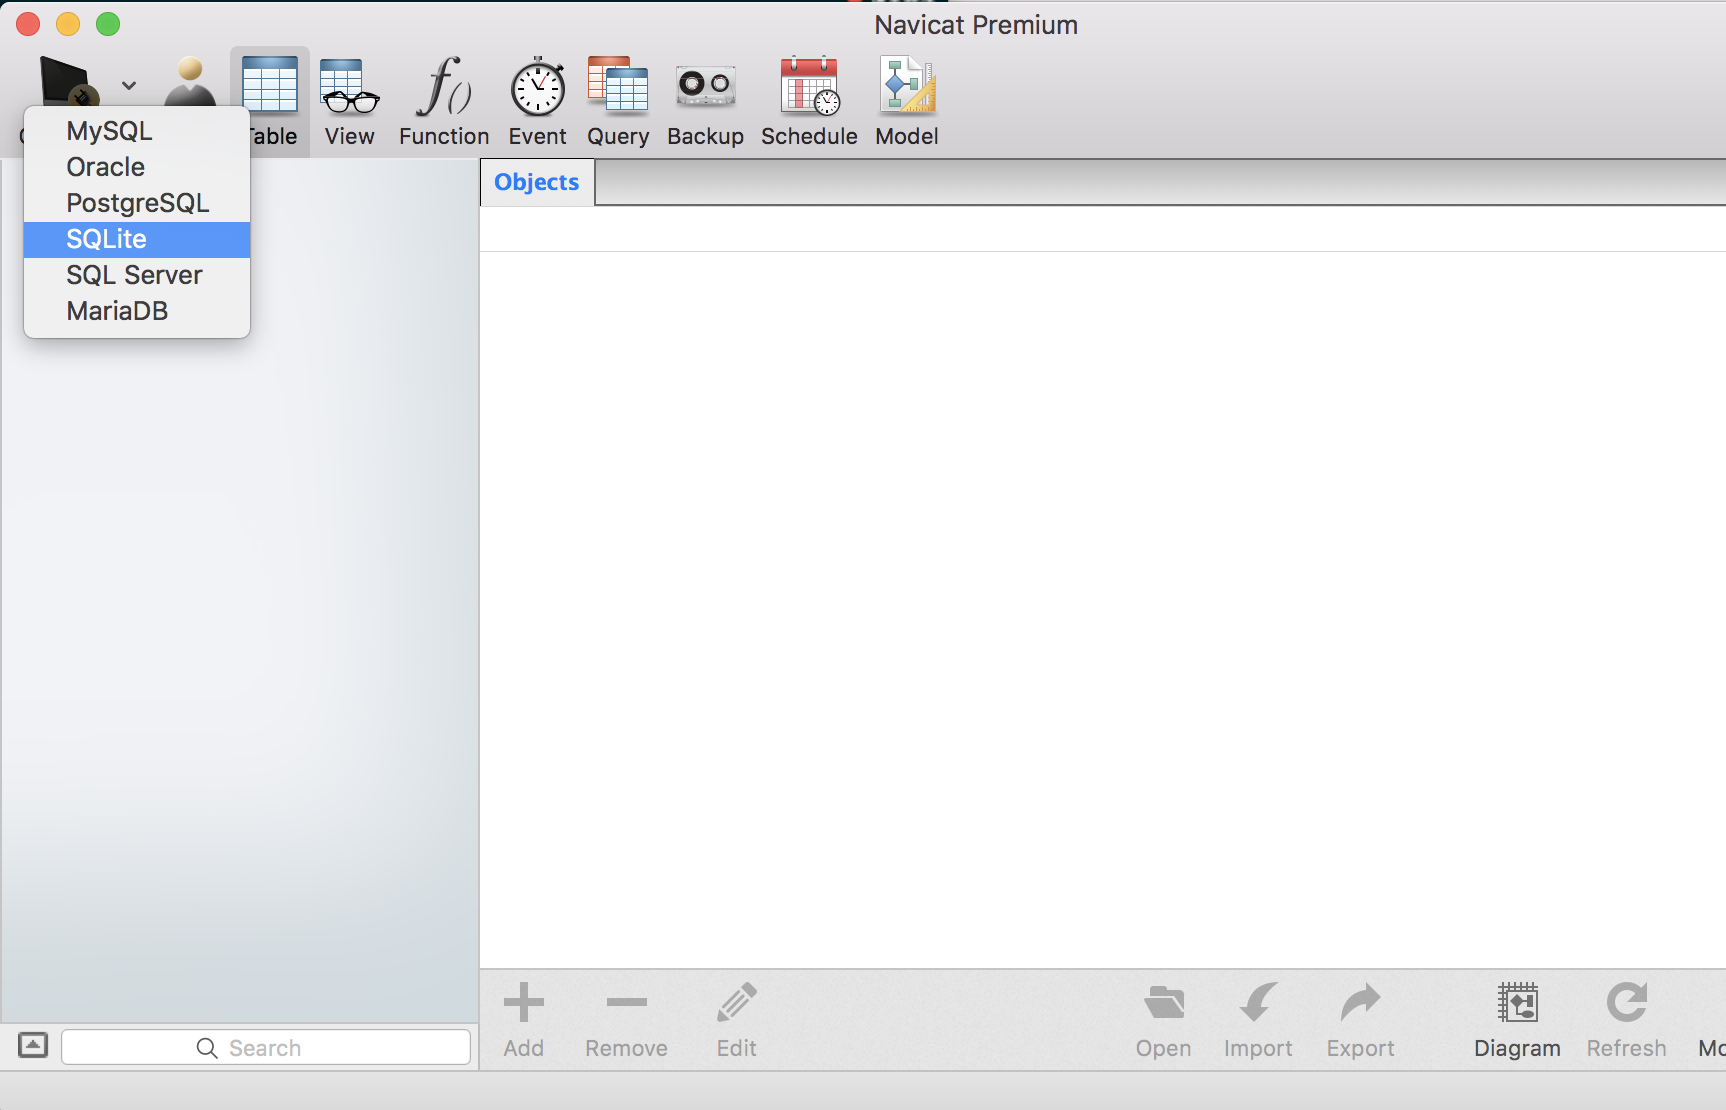 Navicat Premium
Table
View
Function
Event
Query
Backup
Schedule
Model
MySQL
Oracle
PostgreSQL
SQLite
SQL Server
MariaDB
Objects
Search
Add
Remove
Edit
Open
Import
Export
Diagram
Refresh